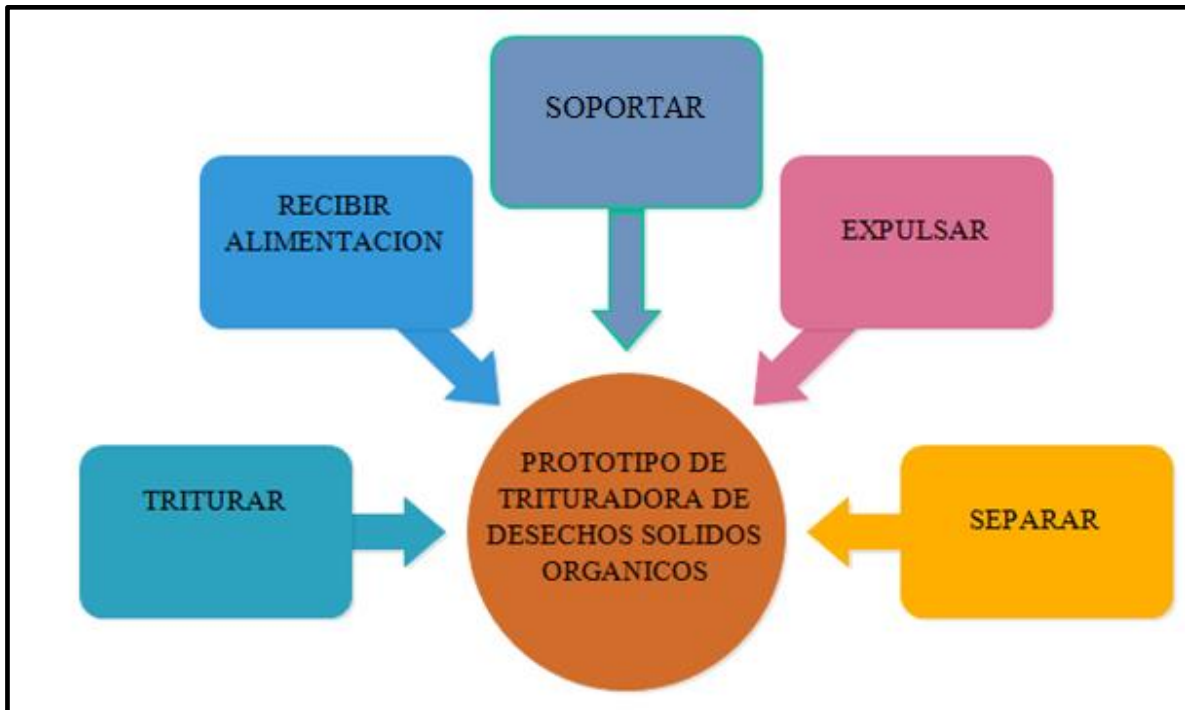 SOPORTAR
RECIBIR
ALIMENTACION
EXPULSAR
TRITURAR
PROTOTIPO DE
TRITURADORA DE
DESECHOS SOLIDOS
ORGANICOS
SEPARAR